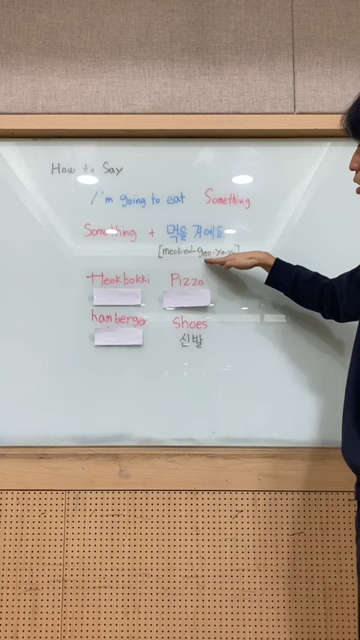 How to Say
I'm going to eat Something
Something + 먹을 거예요
[meok-eul-geo-ye-yo]
tteokbokki Pizza
hamberger Shoes
신발